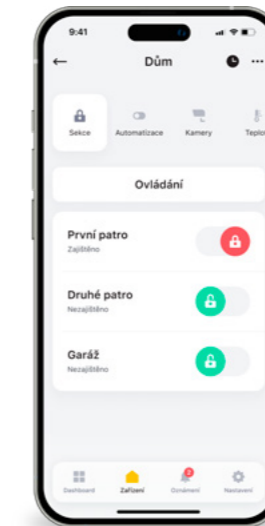 9:41
Dům
Sekce
Automatizace
Kamery
Teplot
Ovládání
První patro
Zajištěno
Druhé patro
Nezajištěno
Garáž
Nezajištěno
2
Dashboard
Zařízení
Oznámení
Nastavení